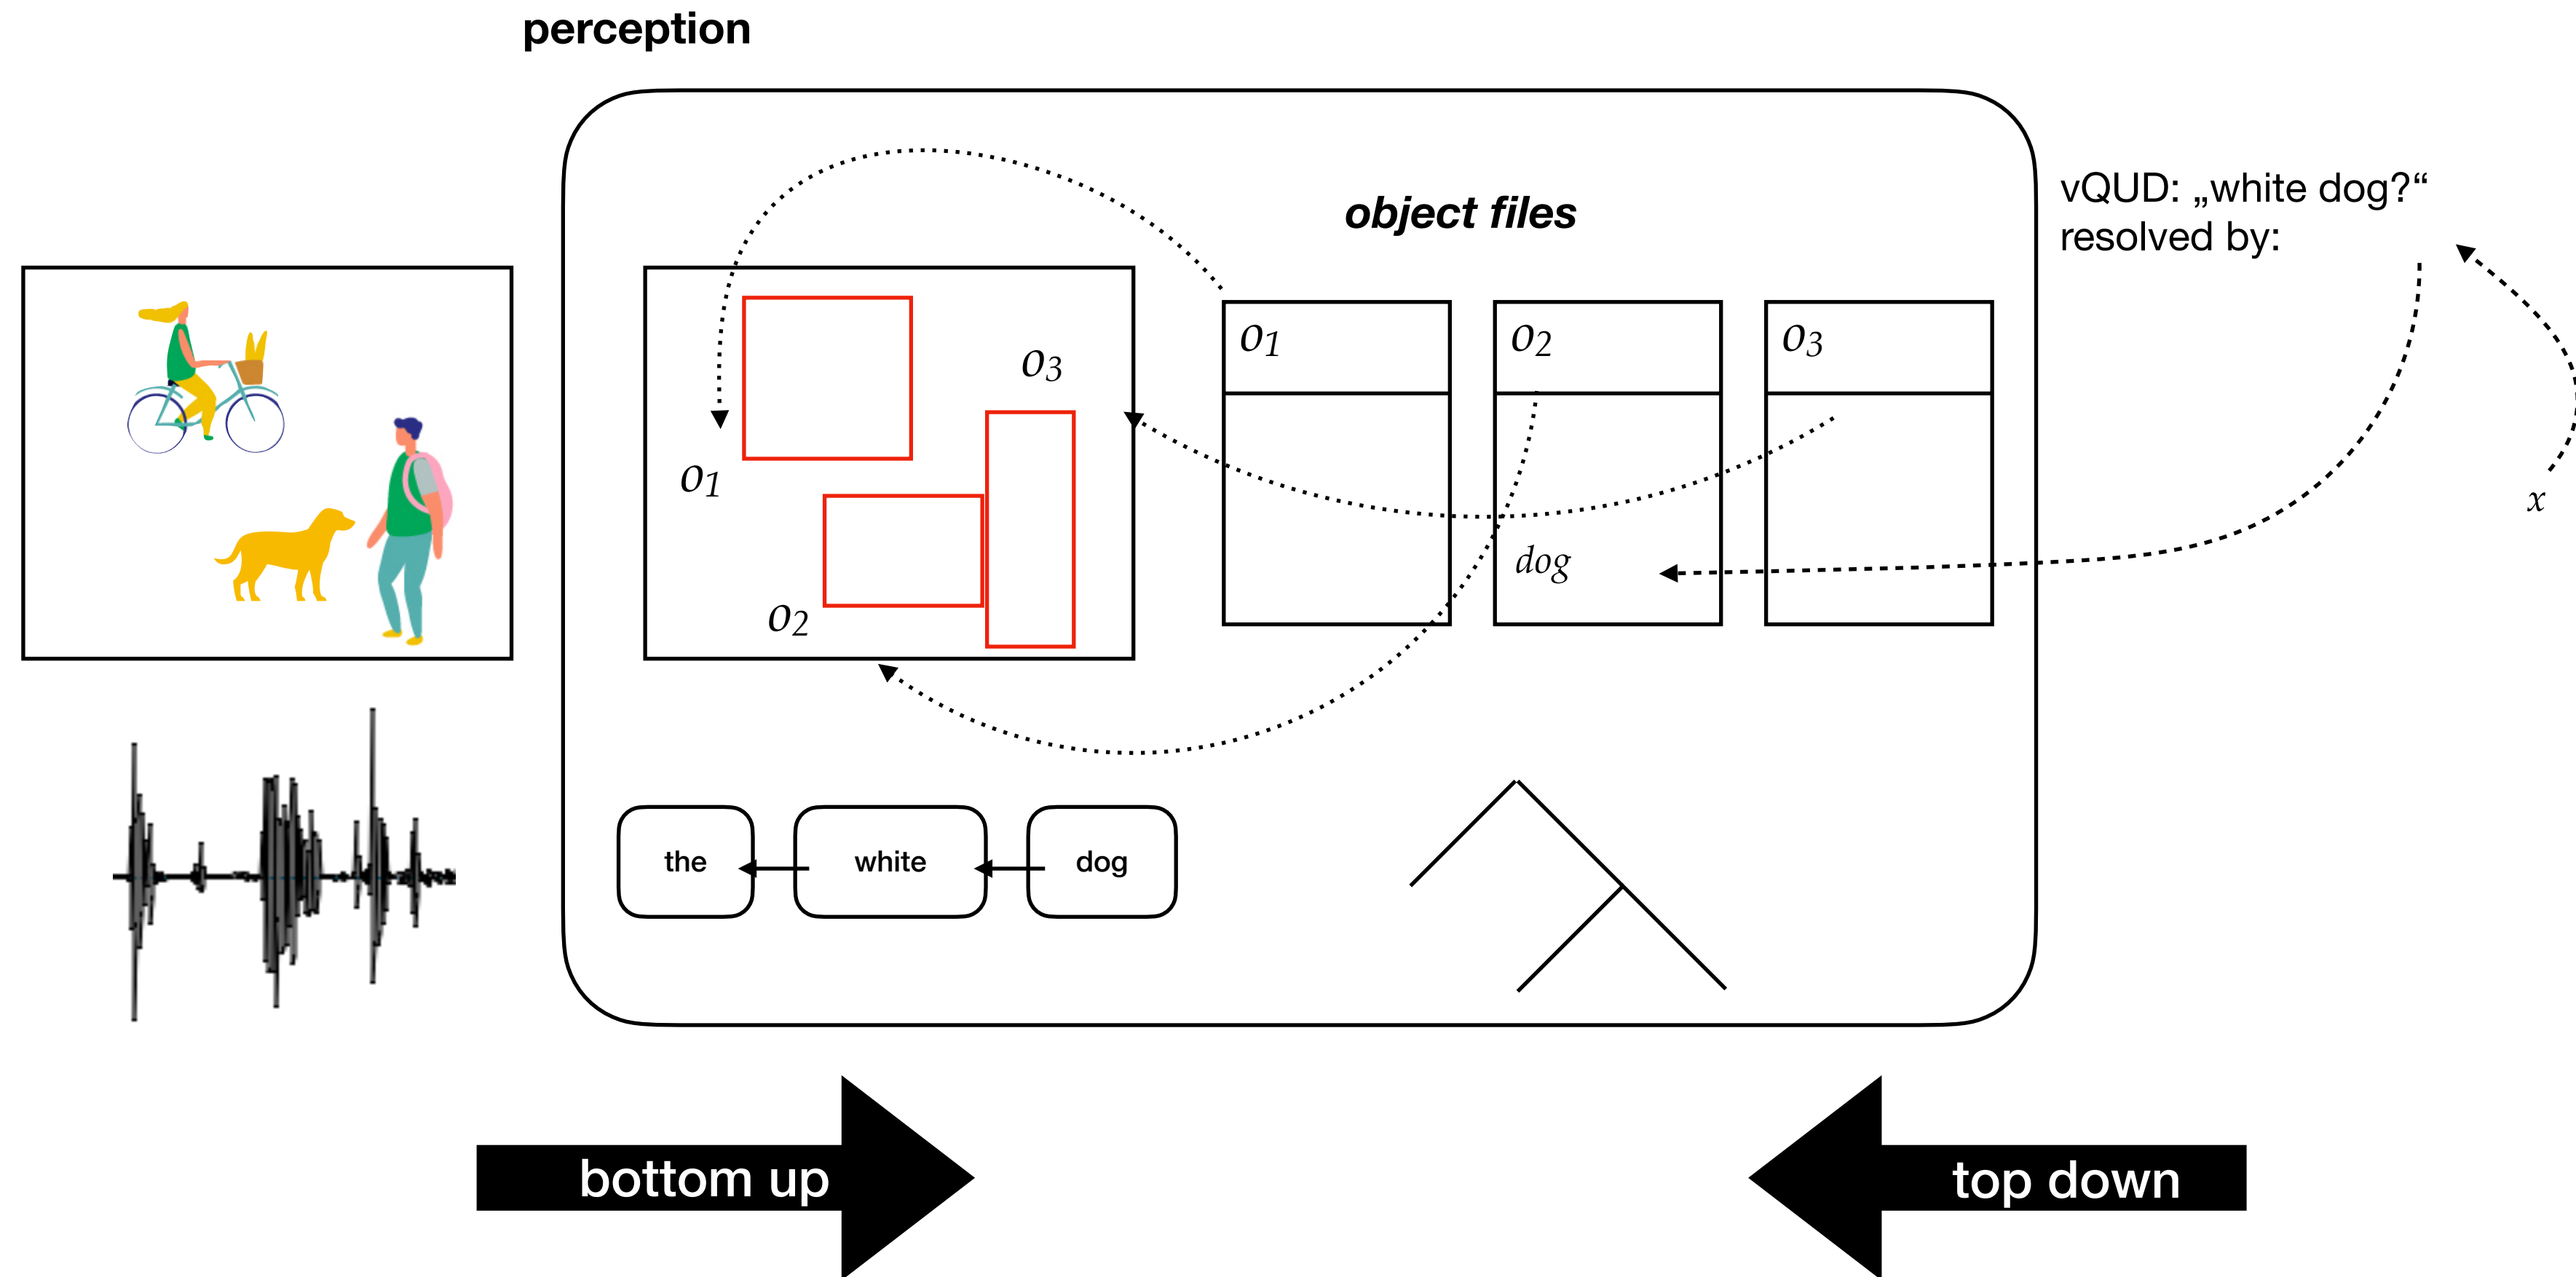 perception
object files
vQUD: „white dog?“
resolved by:
o1
o2
o3
o3
o1
x
dog
o2
the
white
dog
bottom up
top down